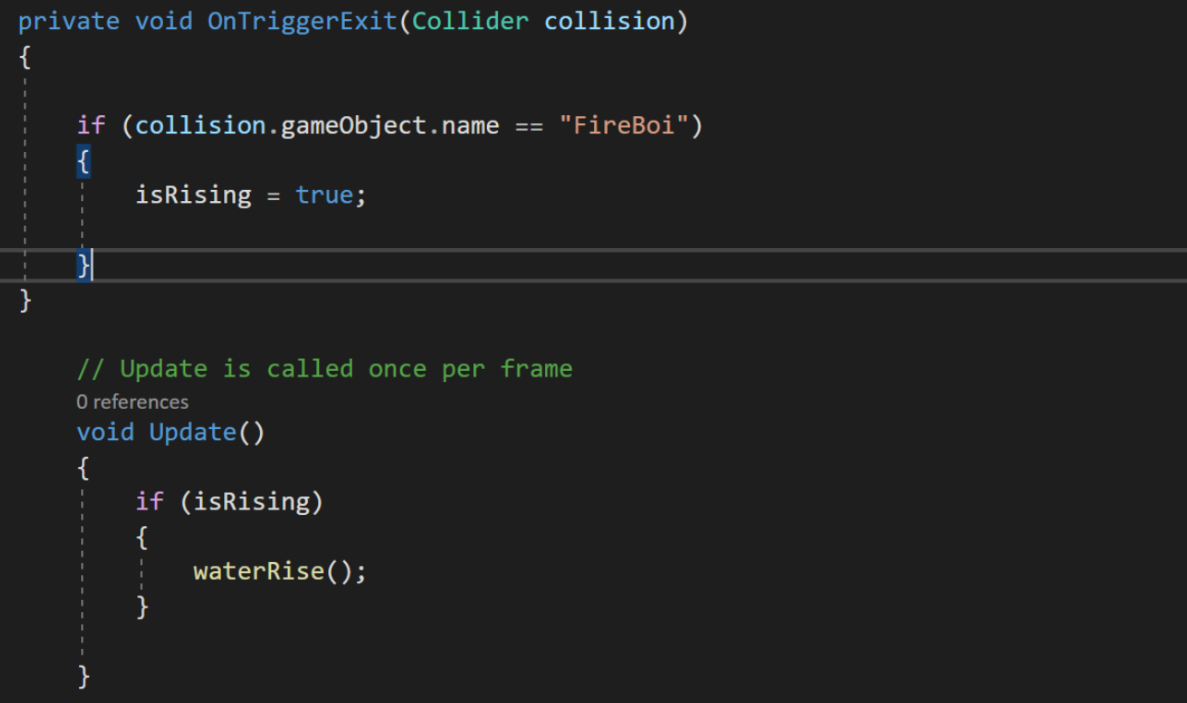 private void OnTriggerExit(Collider collision)
{
if (collision.gameObject.name == "FireBoi")
{
isRising = true;
}
}
// Update is called once per frame
0 references
void Update()
{
if (isRising)
{
waterRise();
}
}